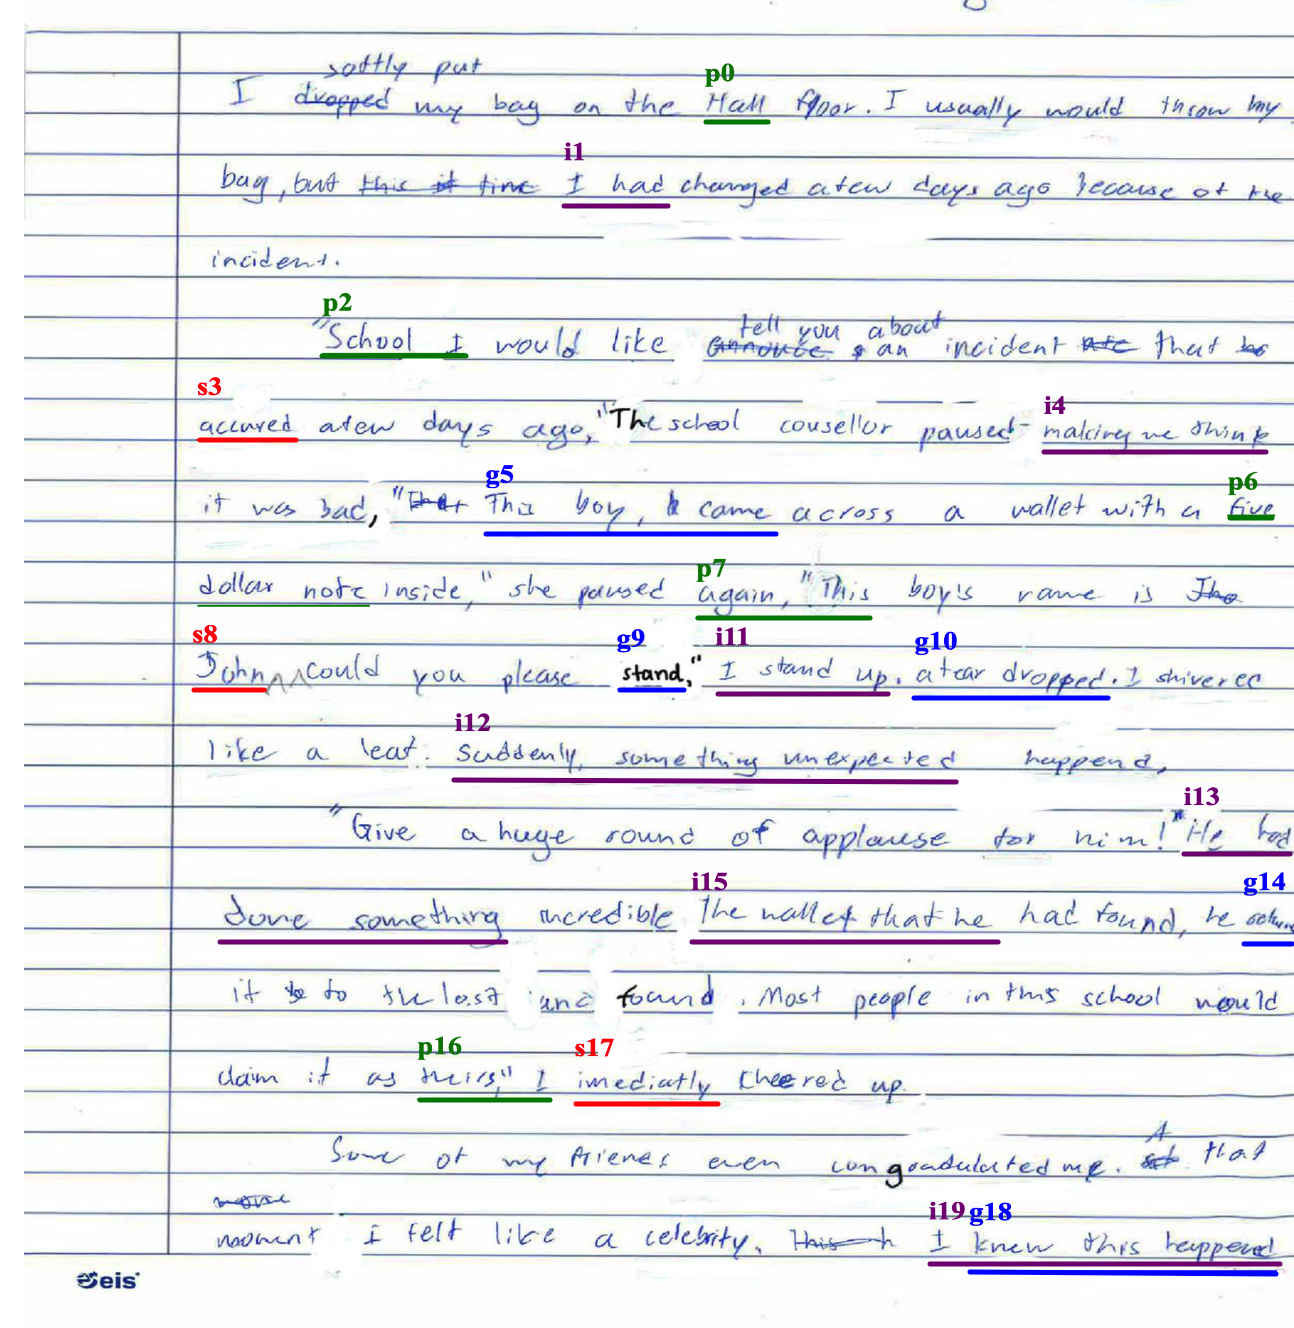 softly put
p0
I dropped my bag on the Hall floor. I usually would throw my
i1
bag, but this it time I had changed afew days ago because of the
incident.
p2
"School I would like announce tell you about an incident that
s3 i4
accured afew days ago, "The school cousellor paused - making me think
g5 p6
it was bad, "That This boy, came across a wallet with a five
p7
dollar note inside," she paused again, "This boy's name is The
s8 g9 i11 g10
John could you please stand," I stand up. a tear dropped. I shivered
i12
like a leaf. Suddenly, something unexpected happend,
i13
"Give a huge round of applause for him!" He had
i15 g14
done something incredible The wallet that he had found, he
it to the lost and found. Most people in this school would
p16 s17
claim it as theirs," I imediatly cheered up.
Some of my friends even congradulated me. At that
moment I felt like a celebrity. This I knew this happend
i19 g18
eis